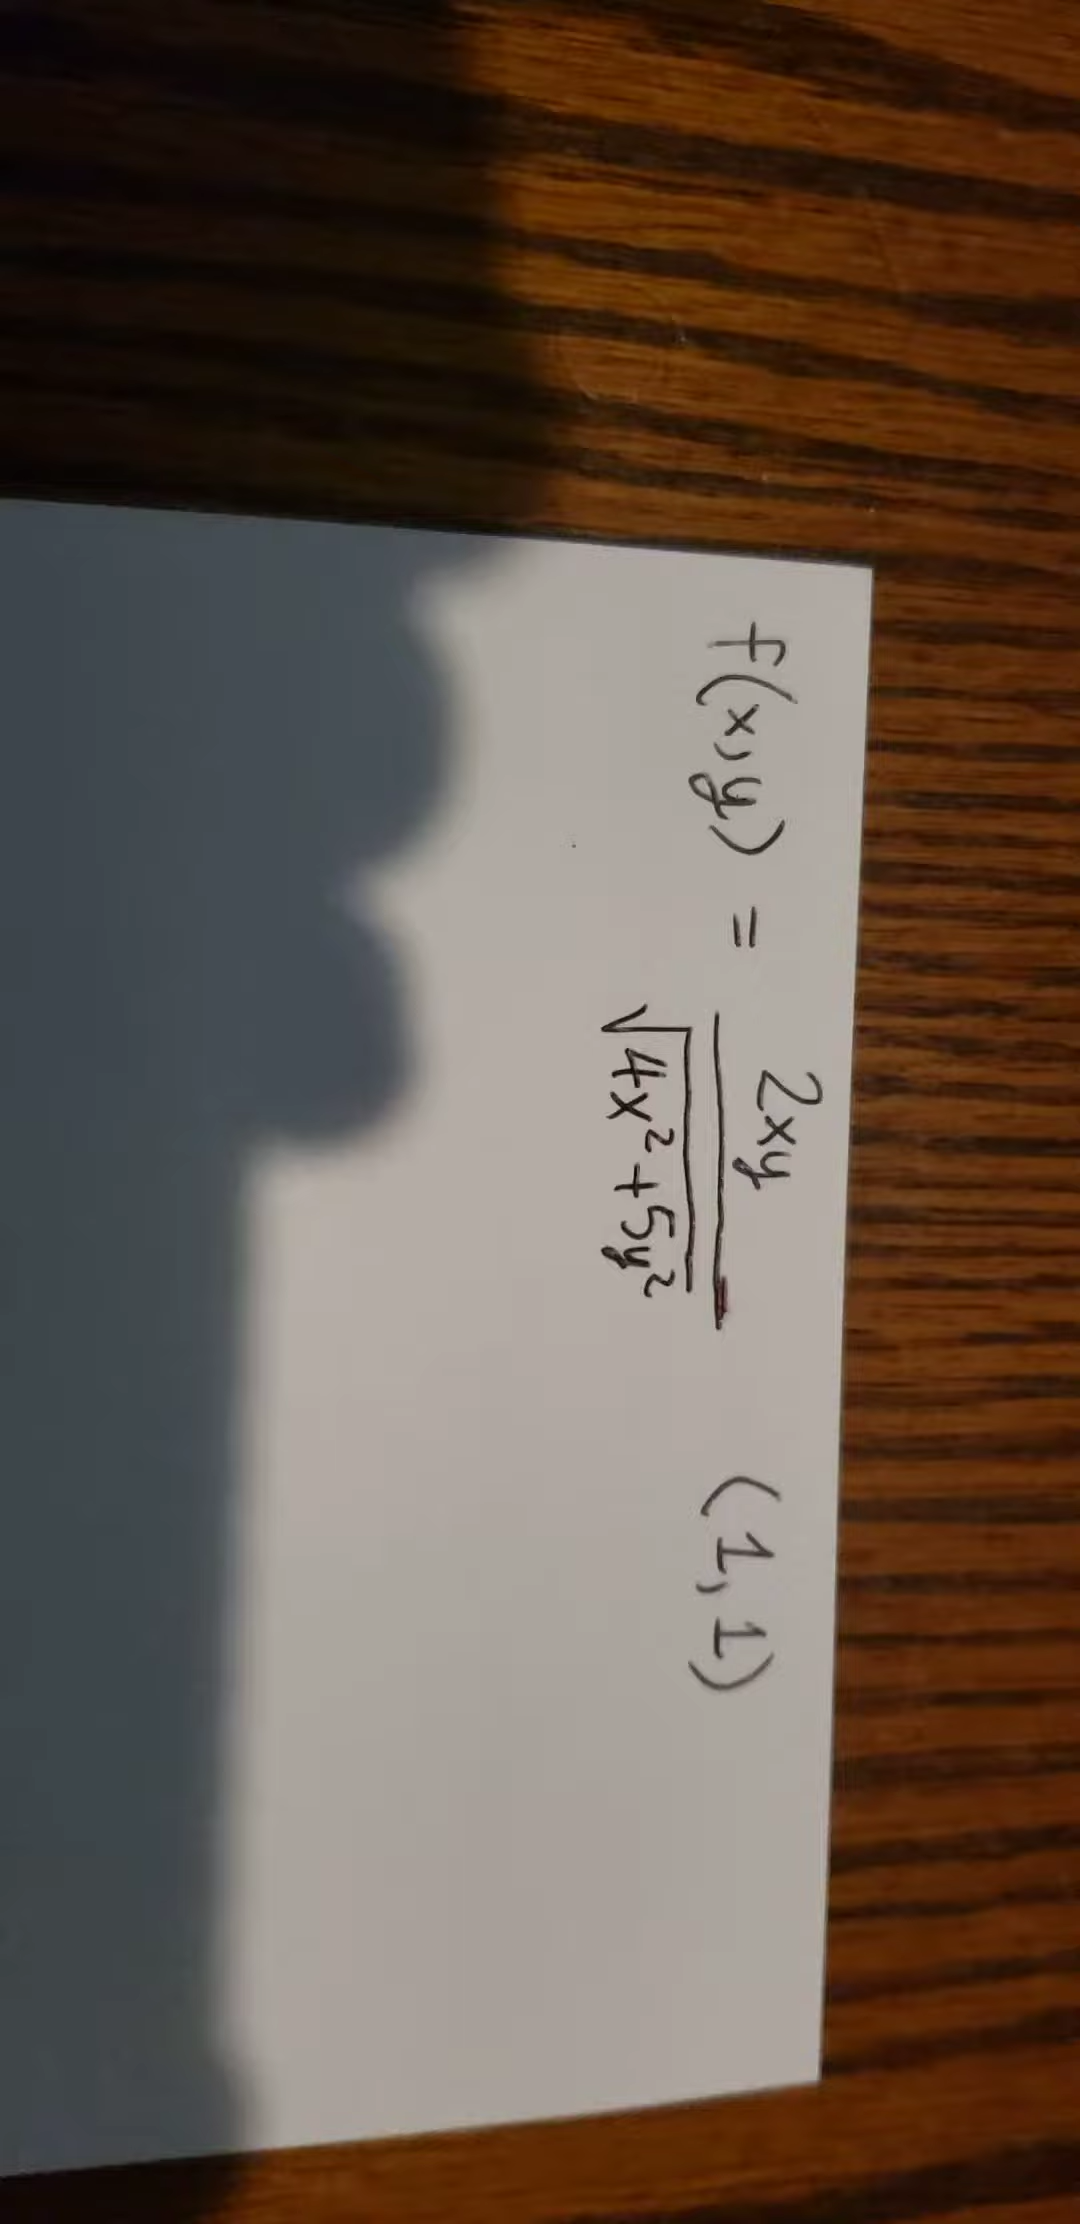 f(x,y) = 2xy / √(4x²+5y²) (1,1)